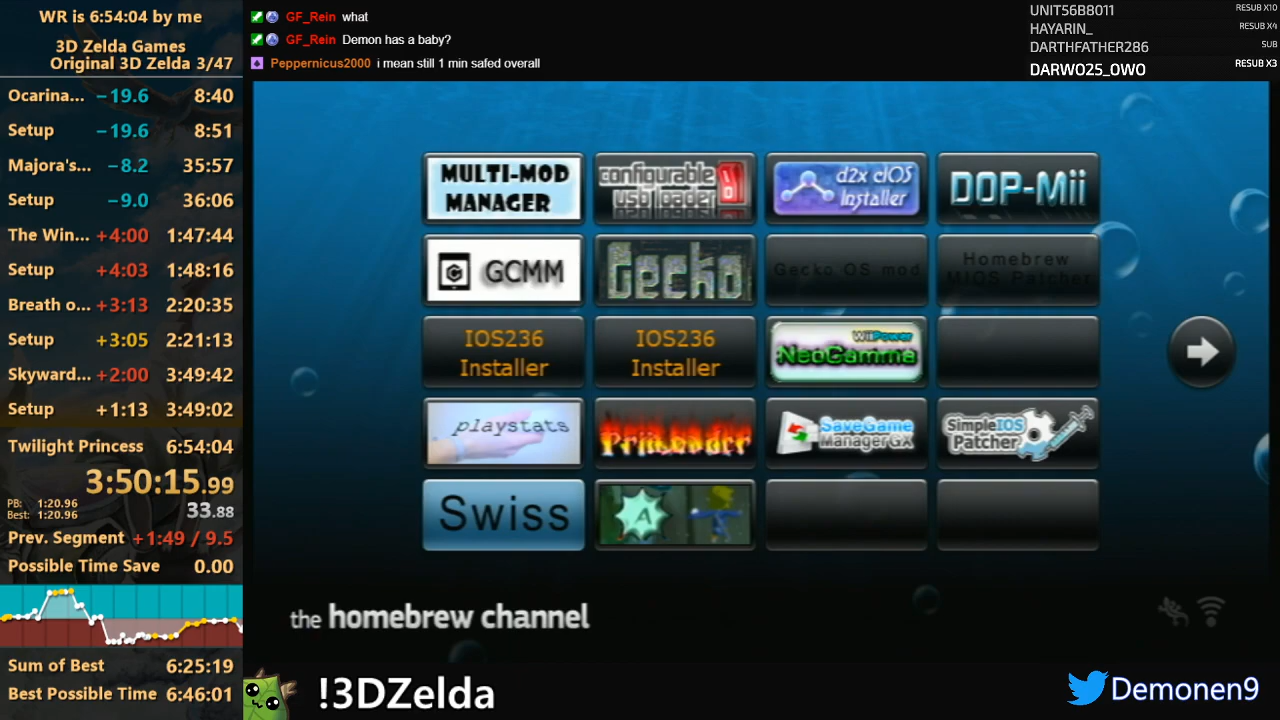 WR is 6:54:04 by me
3D Zelda Games
Original 3D Zelda 3/47
Ocarina... −19.6 8:40
Setup −19.6 8:51
Majora's... −8.2 35:57
Setup −9.0 36:06
The Win... +4:00 1:47:44
Setup +4:03 1:48:16
Breath o... +3:13 2:20:35
Setup +3:05 2:21:13
Skyward... +2:00 3:49:42
Setup +1:13 3:49:02
Twilight Princess 6:54:04
3:50:15.99
PB: 1:20.96
Best: 1:20.96
33.88
Prev. Segment +1:49 / 9.5
Possible Time Save 0.00
Sum of Best 6:25:19
Best Possible Time 6:46:01
GF_Rein what
GF_Rein Demon has a baby?
Peppernicus2000 i mean still 1 min safed overall
UNIT56B8011 RESUB X10
HAYARIN_ RESUB X4
DARTHFATHER286 SUB
DARWO25_OWO RESUB X3
MULTI-MOD
MANAGER
configurable
usb loader
d2x cIOS
Installer
DOP-Mii
GCMM
Gecko
Gecko OS mod
Homebrew
MIOS Patcher
IOS236
Installer
IOS236
Installer
WiiPower
NeoGamma
playstats
Priiloader
SaveGame
Manager GX
SimpleIOS
Patcher
Swiss
A
the homebrew channel
!3DZelda
Demonen9